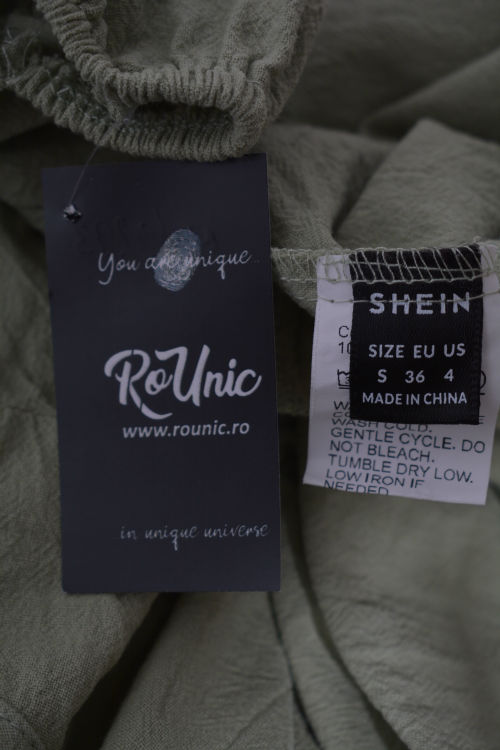 You are unique
RoUnic
www.rounic.ro
in unique universe
SHEIN
SIZE EU US
S 36 4
MADE IN CHINA
WASH COLD.
GENTLE CYCLE. DO
NOT BLEACH.
TUMBLE DRY LOW.
LOW IRON IF
NEEDED